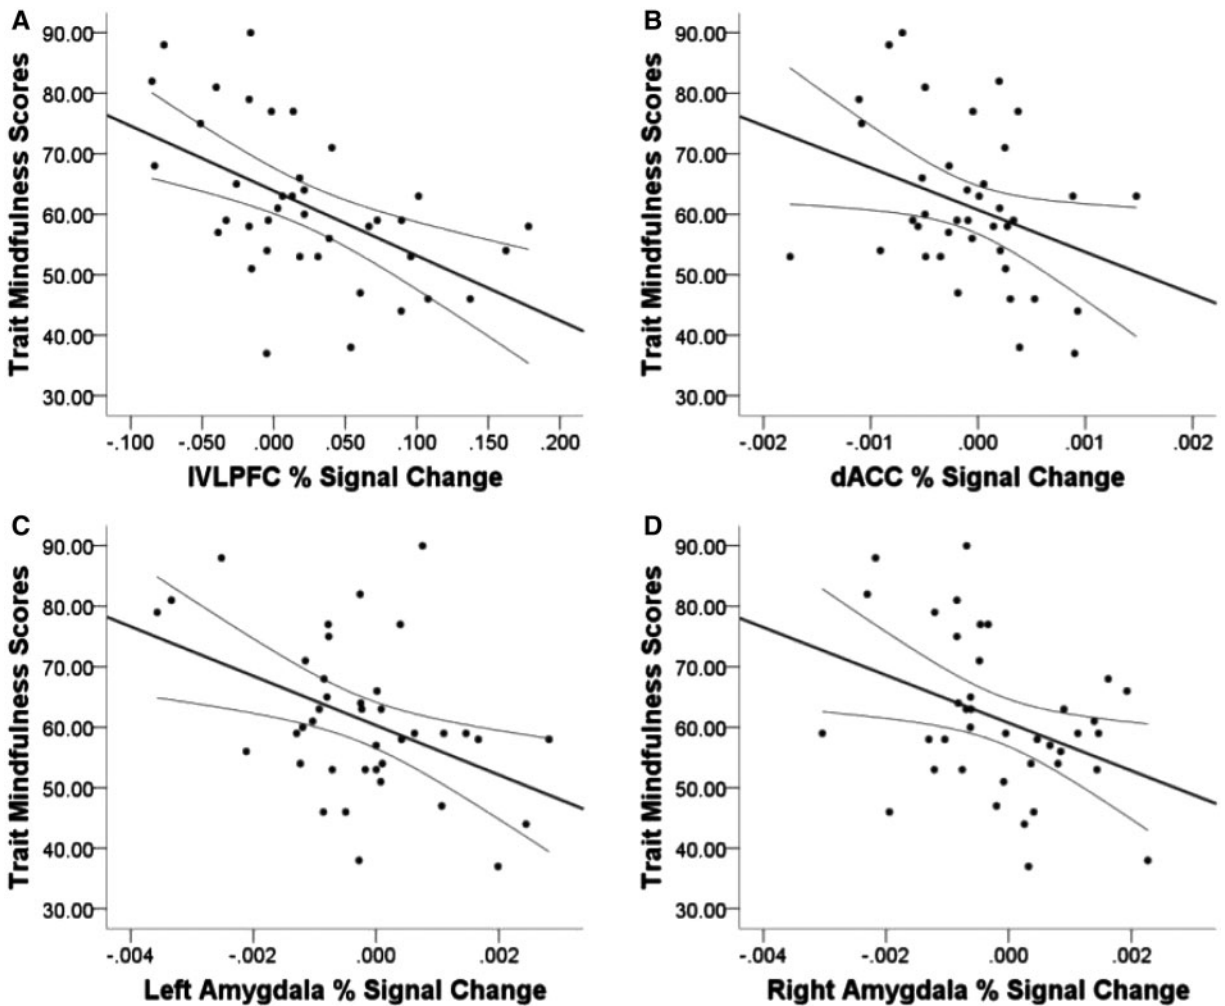 A
B
90.00
80.00
70.00
60.00
50.00
40.00
30.00
Trait Mindfulness Scores
-.100 -.050 .000 .050 .100 .150 .200
lVLPFC % Signal Change
90.00
80.00
70.00
60.00
50.00
40.00
30.00
Trait Mindfulness Scores
-.002 -.001 .000 .001 .002
dACC % Signal Change
C
D
90.00
80.00
70.00
60.00
50.00
40.00
30.00
Trait Mindfulness Scores
-.004 -.002 .000 .002
Left Amygdala % Signal Change
90.00
80.00
70.00
60.00
50.00
40.00
30.00
Trait Mindfulness Scores
-.004 -.002 .000 .002
Right Amygdala % Signal Change